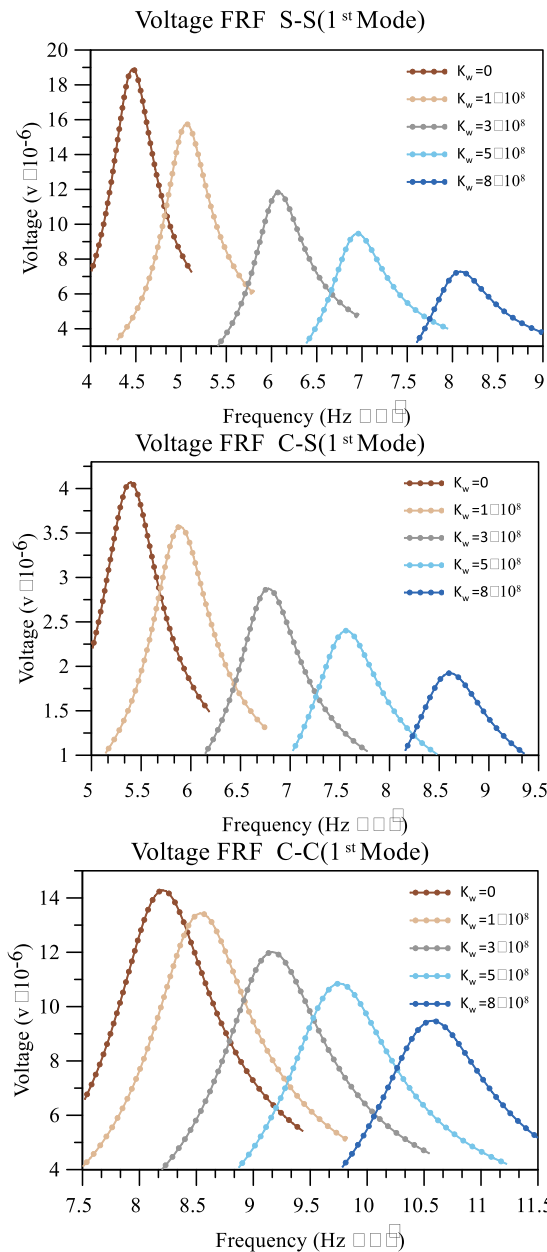 Voltage FRF S-S(1st Mode)
20
18
16
14
12
10
8
6
4
Voltage (v □10-6)
Kw=0
Kw=1□10⁸
Kw=3□10⁸
Kw=5□10⁸
Kw=8□10⁸
4 4.5 5 5.5 6 6.5 7 7.5 8 8.5 9
Frequency (Hz □□□□)
Voltage FRF C-S(1st Mode)
4
3.5
3
2.5
2
1.5
1
Voltage (v □10-6)
Kw=0
Kw=1□10⁸
Kw=3□10⁸
Kw=5□10⁸
Kw=8□10⁸
5 5.5 6 6.5 7 7.5 8 8.5 9 9.5
Frequency (Hz □□□□)
Voltage FRF C-C(1st Mode)
14
12
10
8
6
4
Voltage (v □10-6)
Kw=0
Kw=1□10⁸
Kw=3□10⁸
Kw=5□10⁸
Kw=8□10⁸
7.5 8 8.5 9 9.5 10 10.5 11 11.5
Frequency (Hz □□□□)